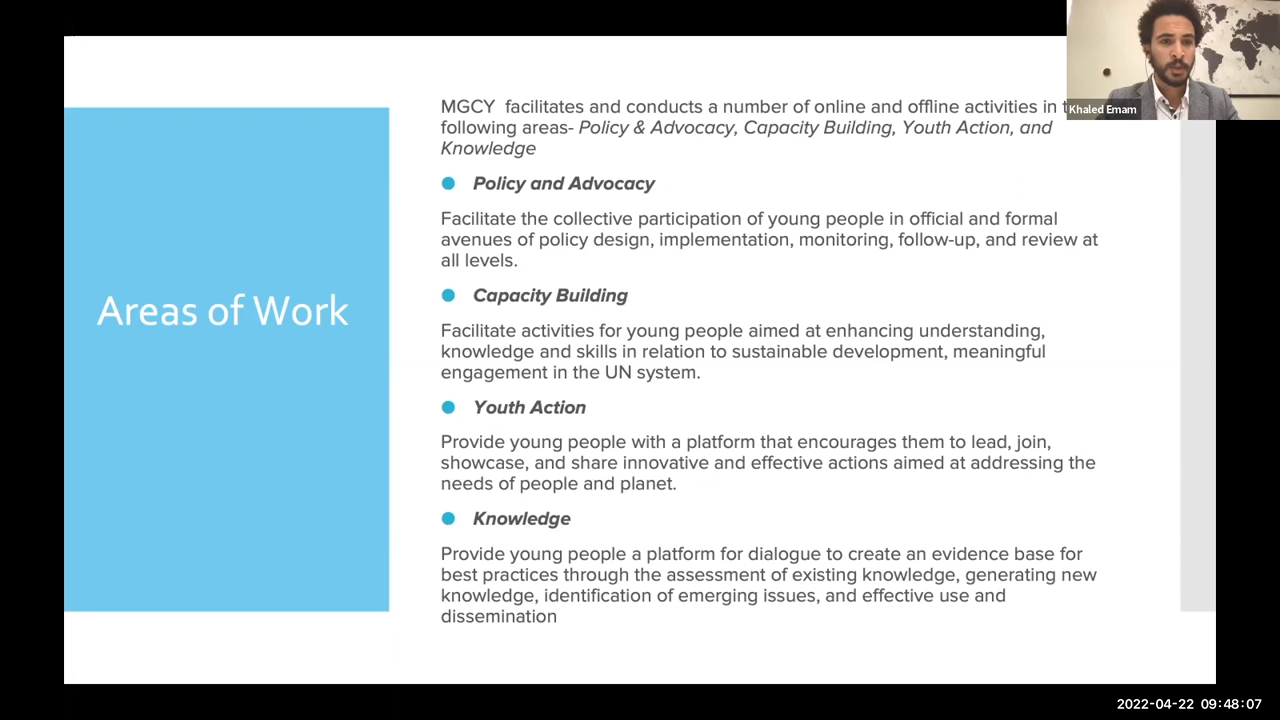 MGCY facilitates and conducts a number of online and offline activities in
following areas- Policy & Advocacy, Capacity Building, Youth Action, and
Knowledge
Policy and Advocacy
Facilitate the collective participation of young people in official and formal
avenues of policy design, implementation, monitoring, follow-up, and review at
all levels.
Capacity Building
Facilitate activities for young people aimed at enhancing understanding,
knowledge and skills in relation to sustainable development, meaningful
engagement in the UN system.
Youth Action
Provide young people with a platform that encourages them to lead, join,
showcase, and share innovative and effective actions aimed at addressing the
needs of people and planet.
Knowledge
Provide young people a platform for dialogue to create an evidence base for
best practices through the assessment of existing knowledge, generating new
knowledge, identification of emerging issues, and effective use and
dissemination
Areas of Work
Khaled Emam
2022-04-22 09:48:07